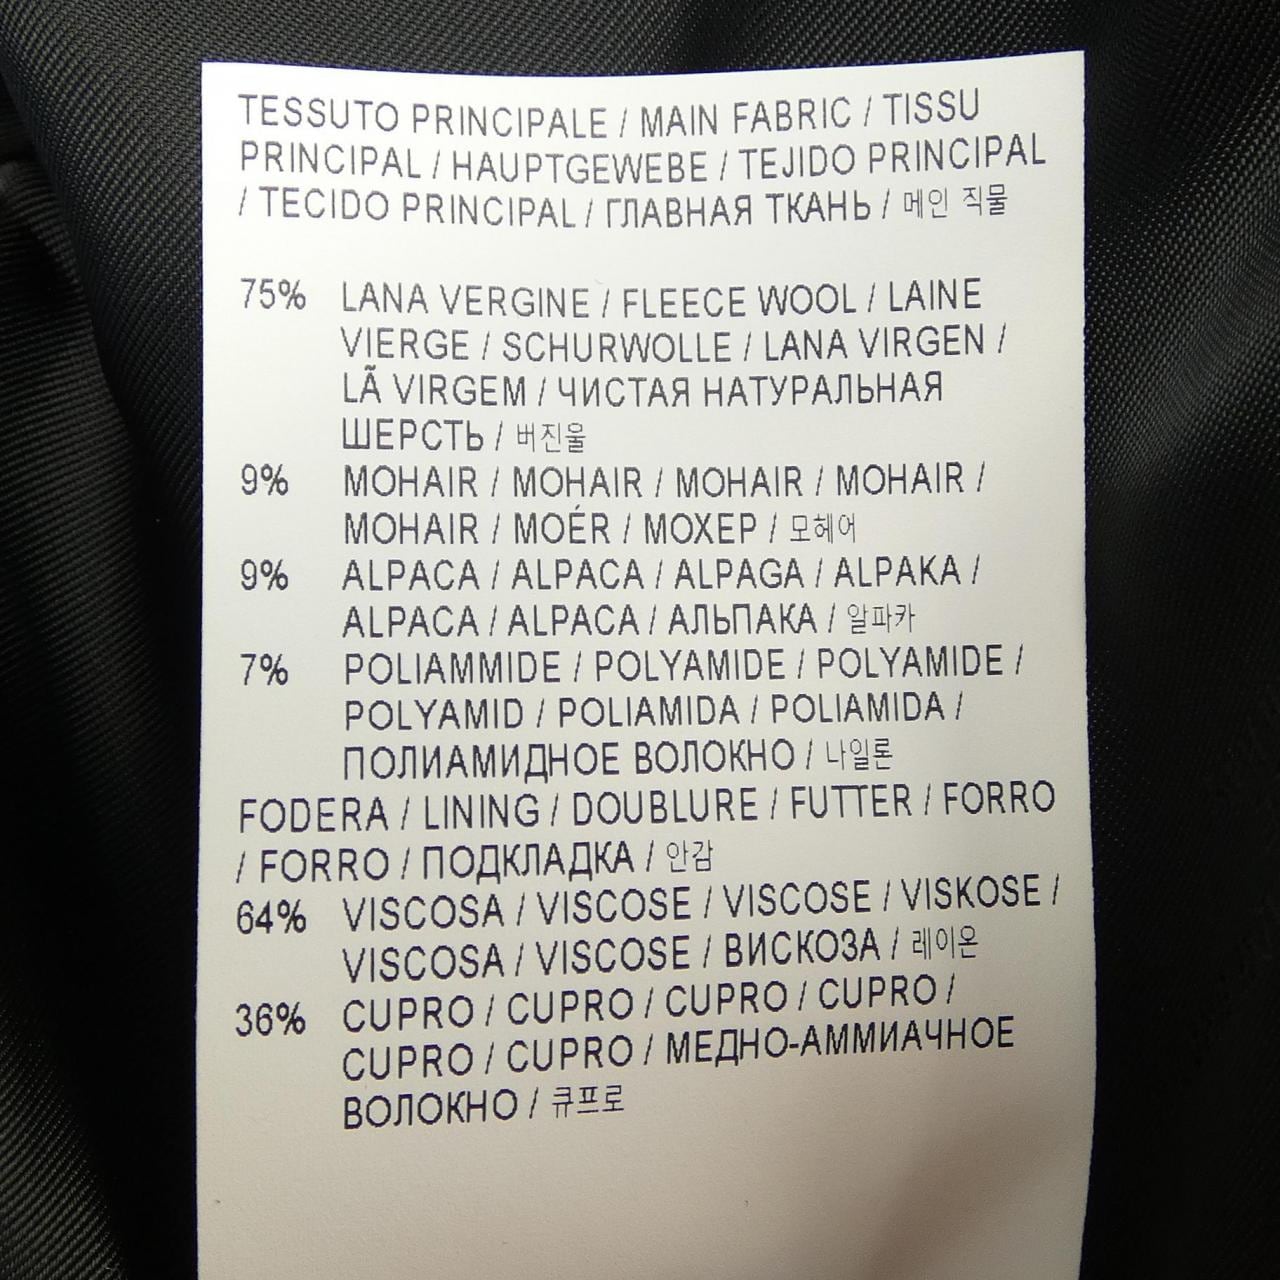 TESSUTO PRINCIPALE / MAIN FABRIC / TISSU
PRINCIPAL / HAUPTGEWEBE / TEJIDO PRINCIPAL
/ TECIDO PRINCIPAL / ГЛАВНАЯ ТКАНЬ / 메인 직물
75% LANA VERGINE / FLEECE WOOL / LAINE
VIERGE / SCHURWOLLE / LANA VIRGEN /
LÃ VIRGEM / ЧИСТАЯ НАТУРАЛЬНАЯ
ШЕРСТЬ / 버진울
9% MOHAIR / MOHAIR / MOHAIR / MOHAIR /
MOHAIR / MOÉR / МОХЕР / 모헤어
9% ALPACA / ALPACA / ALPAGA / ALPAKA /
ALPACA / ALPACA / АЛЬПАКА / 알파카
7% POLIAMMIDE / POLYAMIDE / POLYAMIDE /
POLYAMID / POLIAMIDA / POLIAMIDA /
ПОЛИАМИДНОЕ ВОЛОКНО / 나일론
FODERA / LINING / DOUBLURE / FUTTER / FORRO
/ FORRO / ПОДКЛАДКА / 안감
64% VISCOSA / VISCOSE / VISCOSE / VISKOSE /
VISCOSA / VISCOSE / ВИСКОЗА / 레이온
36% CUPRO / CUPRO / CUPRO / CUPRO /
CUPRO / CUPRO / МЕДНО-АММИАЧНОЕ
ВОЛОКНО / 큐프로